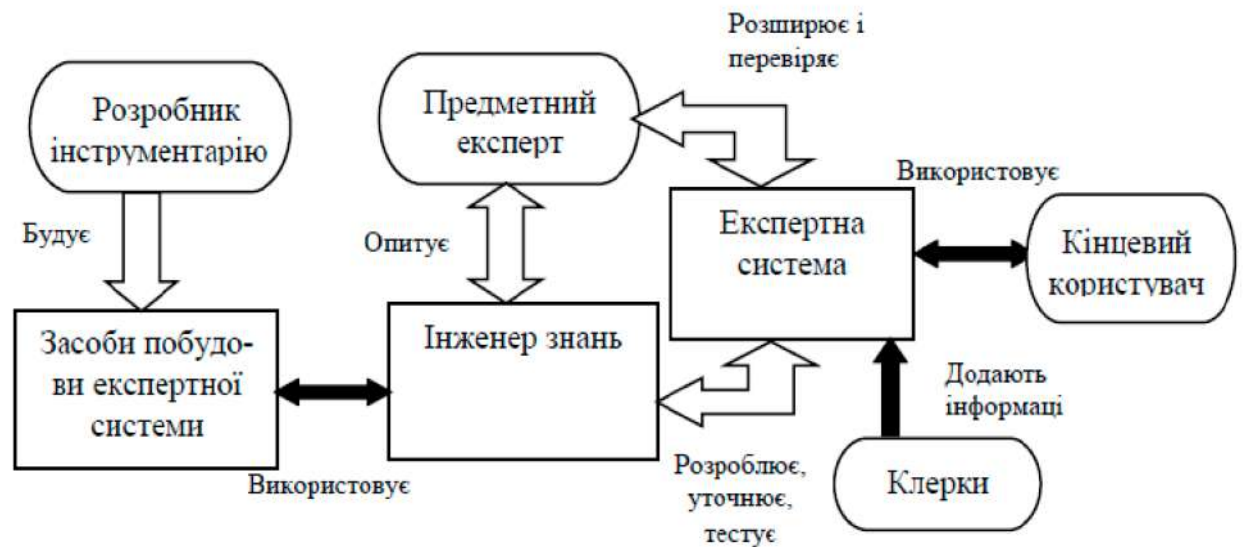 Розширює і
перевіряє
Розробник
інструментарію
Предметний
експерт
Будує
Опитує
Використовує
Експертна
система
Кінцевий
користувач
Засоби побудо-
ви експертної
системи
Інженер знань
Додають
інформаці
Використовує
Розроблює,
уточнює,
тестує
Клерки